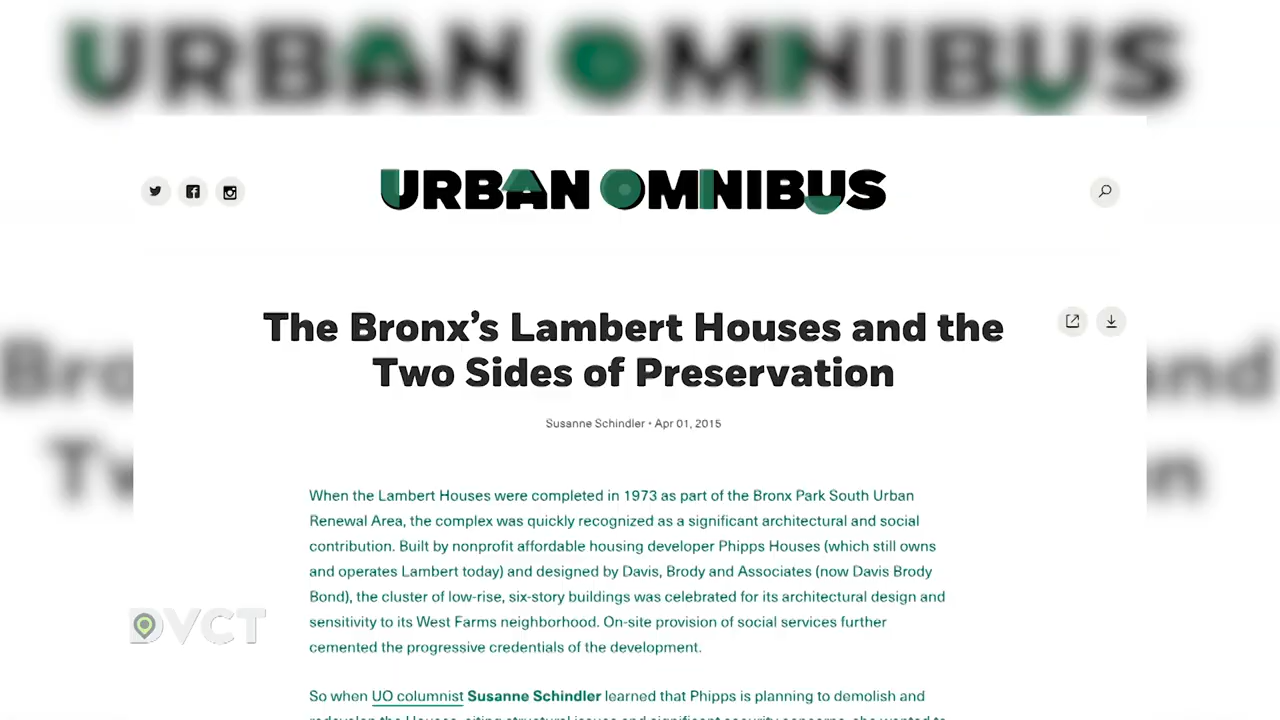 URBAN OMNIBUS
URBAN OMNIBUS
The Bronx’s Lambert Houses and the
Two Sides of Preservation
Susanne Schindler • Apr 01, 2015
When the Lambert Houses were completed in 1973 as part of the Bronx Park South Urban
Renewal Area, the complex was quickly recognized as a significant architectural and social
contribution. Built by nonprofit affordable housing developer Phipps Houses (which still owns
and operates Lambert today) and designed by Davis, Brody and Associates (now Davis Brody
Bond), the cluster of low-rise, six-story buildings was celebrated for its architectural design and
sensitivity to its West Farms neighborhood. On-site provision of social services further
cemented the progressive credentials of the development.
DVCT
So when UO columnist Susanne Schindler learned that Phipps is planning to demolish and